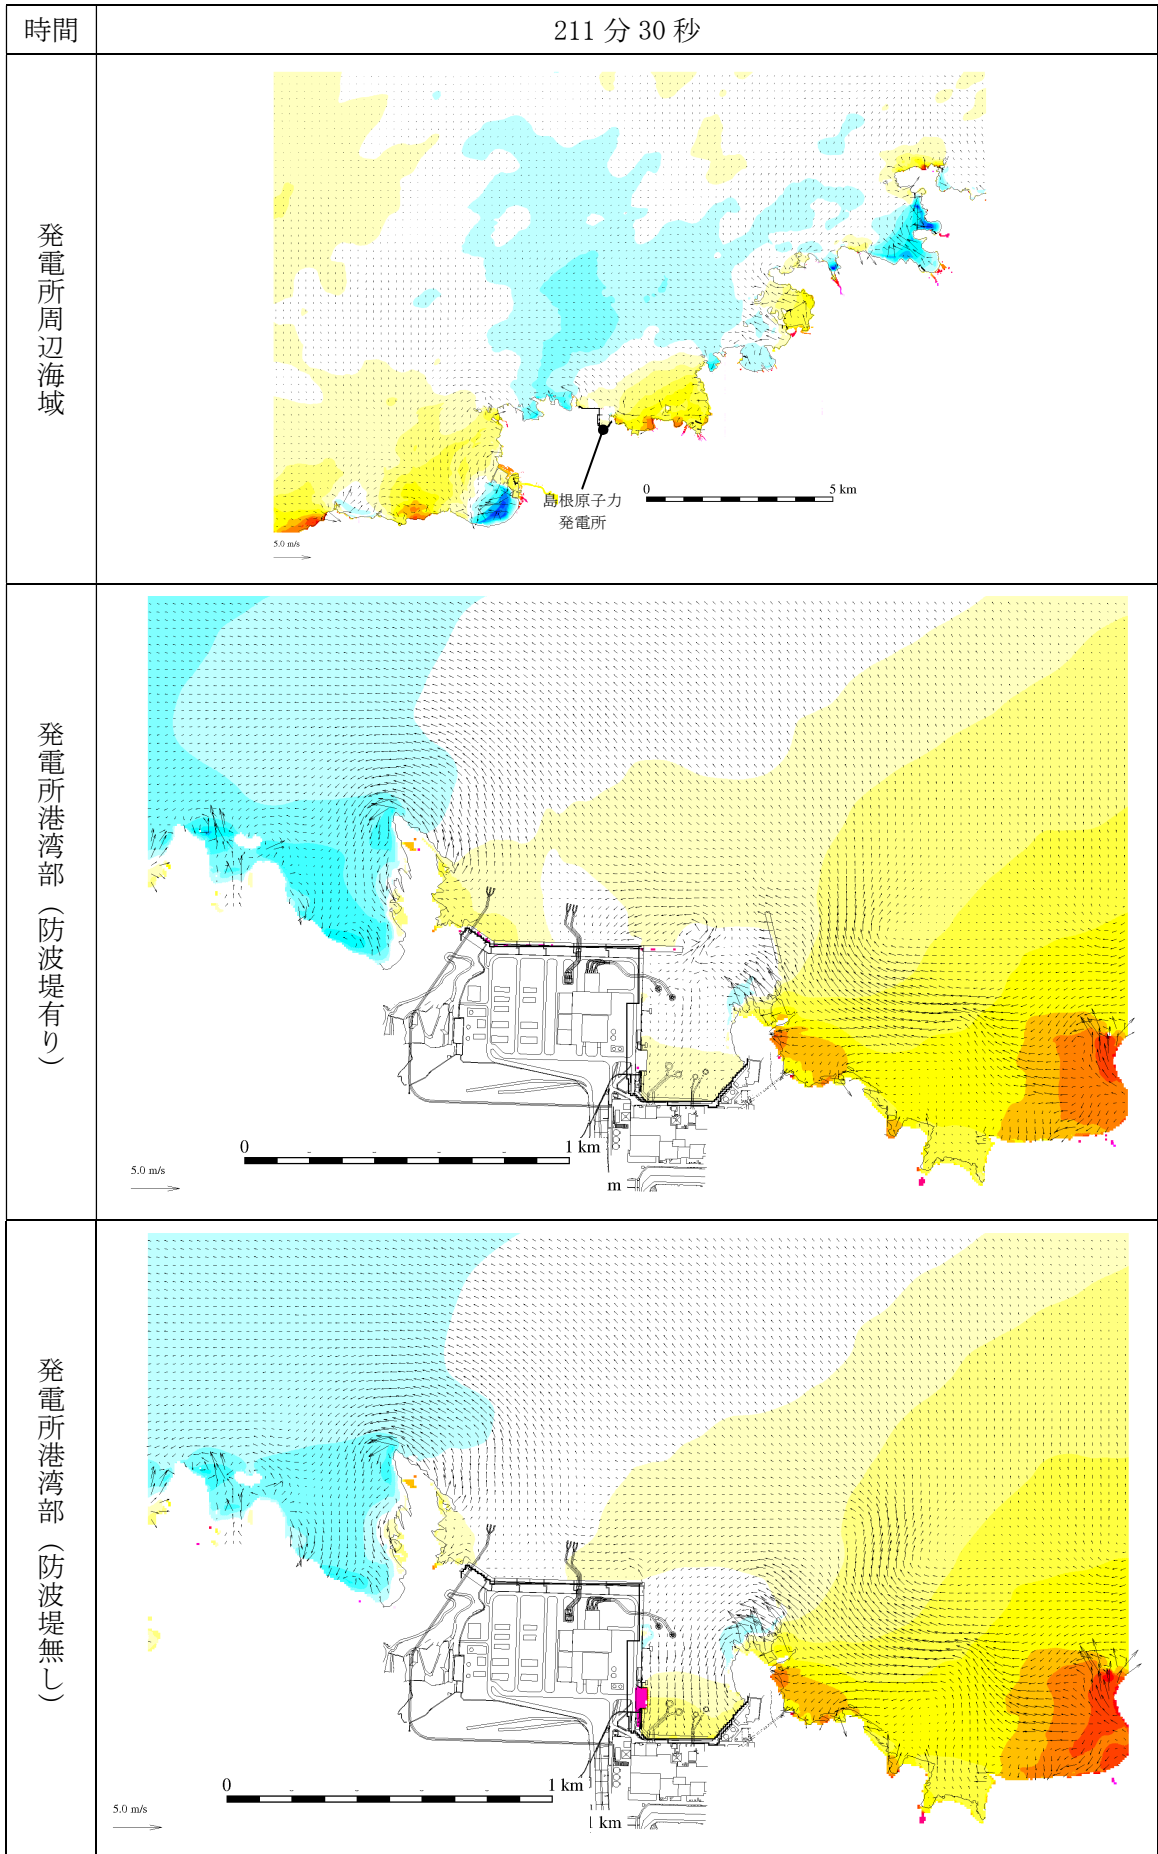 時間
211 分 30 秒
発電所周辺海域
島根原子力
発電所
0
5 km
5.0 m/s
発電所港湾部（防波堤有り）
0
1 km
5.0 m/s
m
発電所港湾部（防波堤無し）
0
1 km
5.0 m/s
1 km